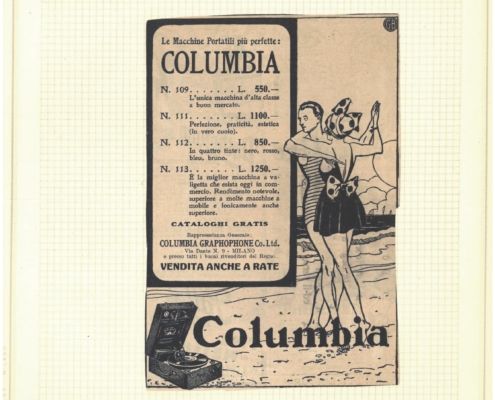 Le Macchine Portatili più perfette:
COLUMBIA
N. 109 . . . . . . . L. 550.—
L'unica macchina d'alta classe
a buon mercato.
N. 111 . . . . . . . L. 1100.—
Perfezione, praticità, estetica
(In vero cuoio).
N. 112 . . . . . . . L. 850.—
In quattro tinte: nero, rosso,
bleu, bruno.
N. 113 . . . . . . . L. 1250.—
È la miglior macchina a va-
ligetta che esista oggi in com-
mercio. Rendimento notevole,
superiore a molte macchine a
mobile e fonicamente anche
superiore.
CATALOGHI GRATIS
Rappresentanza Generale:
COLUMBIA GRAPHOPHONE Co. Ltd.
Via Dante N. 9 - MILANO
e presso tutti i buoni rivenditori del Regno.
VENDITA ANCHE A RATE
Columbia